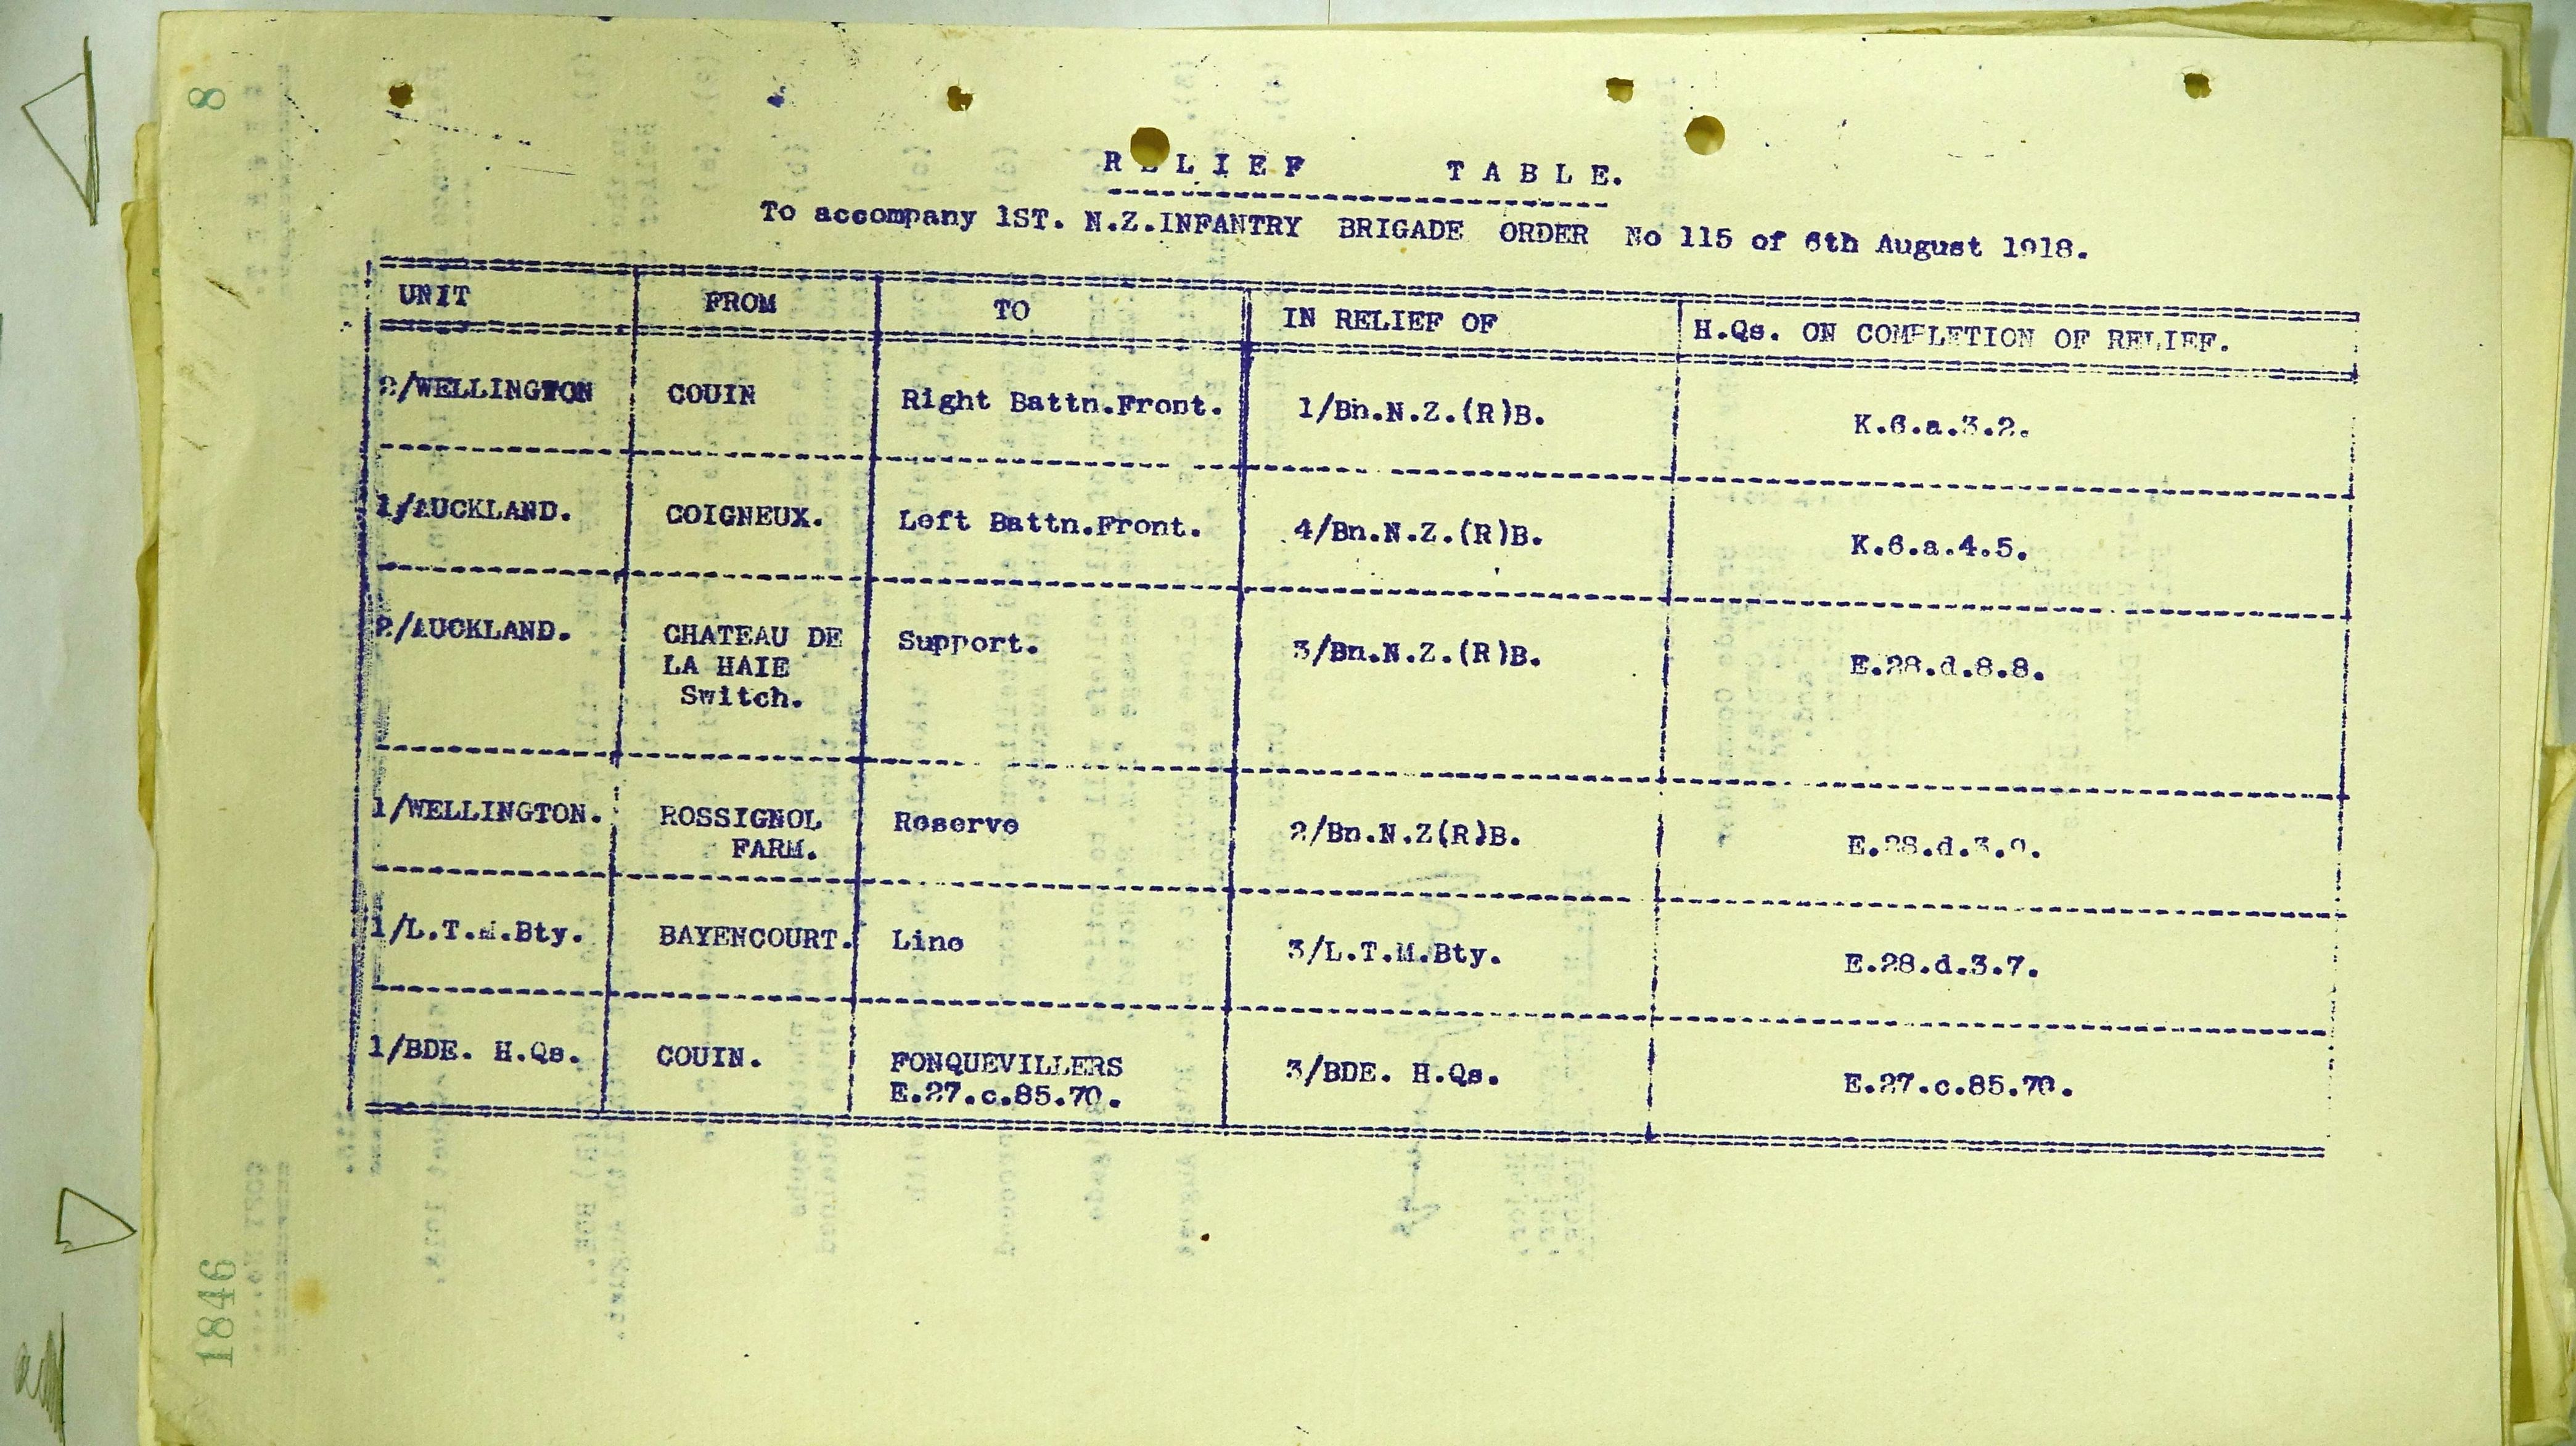 8
RELIEF TABLE.
To accompany 1ST. N.Z.INFANTRY BRIGADE ORDER No 115 of 6th August 1918.
UNIT FROM TO IN RELIEF OF H.Qs. ON COMPLETION OF RELIEF.
2/WELLINGTON COUIN Right Battn.Front. 1/Bn.N.Z.(R)B. K.6.a.3.2.
1/AUCKLAND. COIGNEUX. Left Battn.Front. 4/Bn.N.Z.(R)B. K.6.a.4.5.
2/AUCKLAND. CHATEAU DE Support. 3/Bn.N.Z.(R)B. E.28.d.8.8.
LA HAIE
Switch.
1/WELLINGTON. ROSSIGNOL Reserve 2/Bn.N.Z(R)B. E.28.d.3.
FARM.
1/L.T.M.Bty. BAYENCOURT. Line 3/L.T.M.Bty. E.28.d.3.7.
1/BDE. H.Qs. COUIN. FONQUEVILLERS 3/BDE. H.Qs. E.27.c.85.70.
E.27.c.85.70.
1846